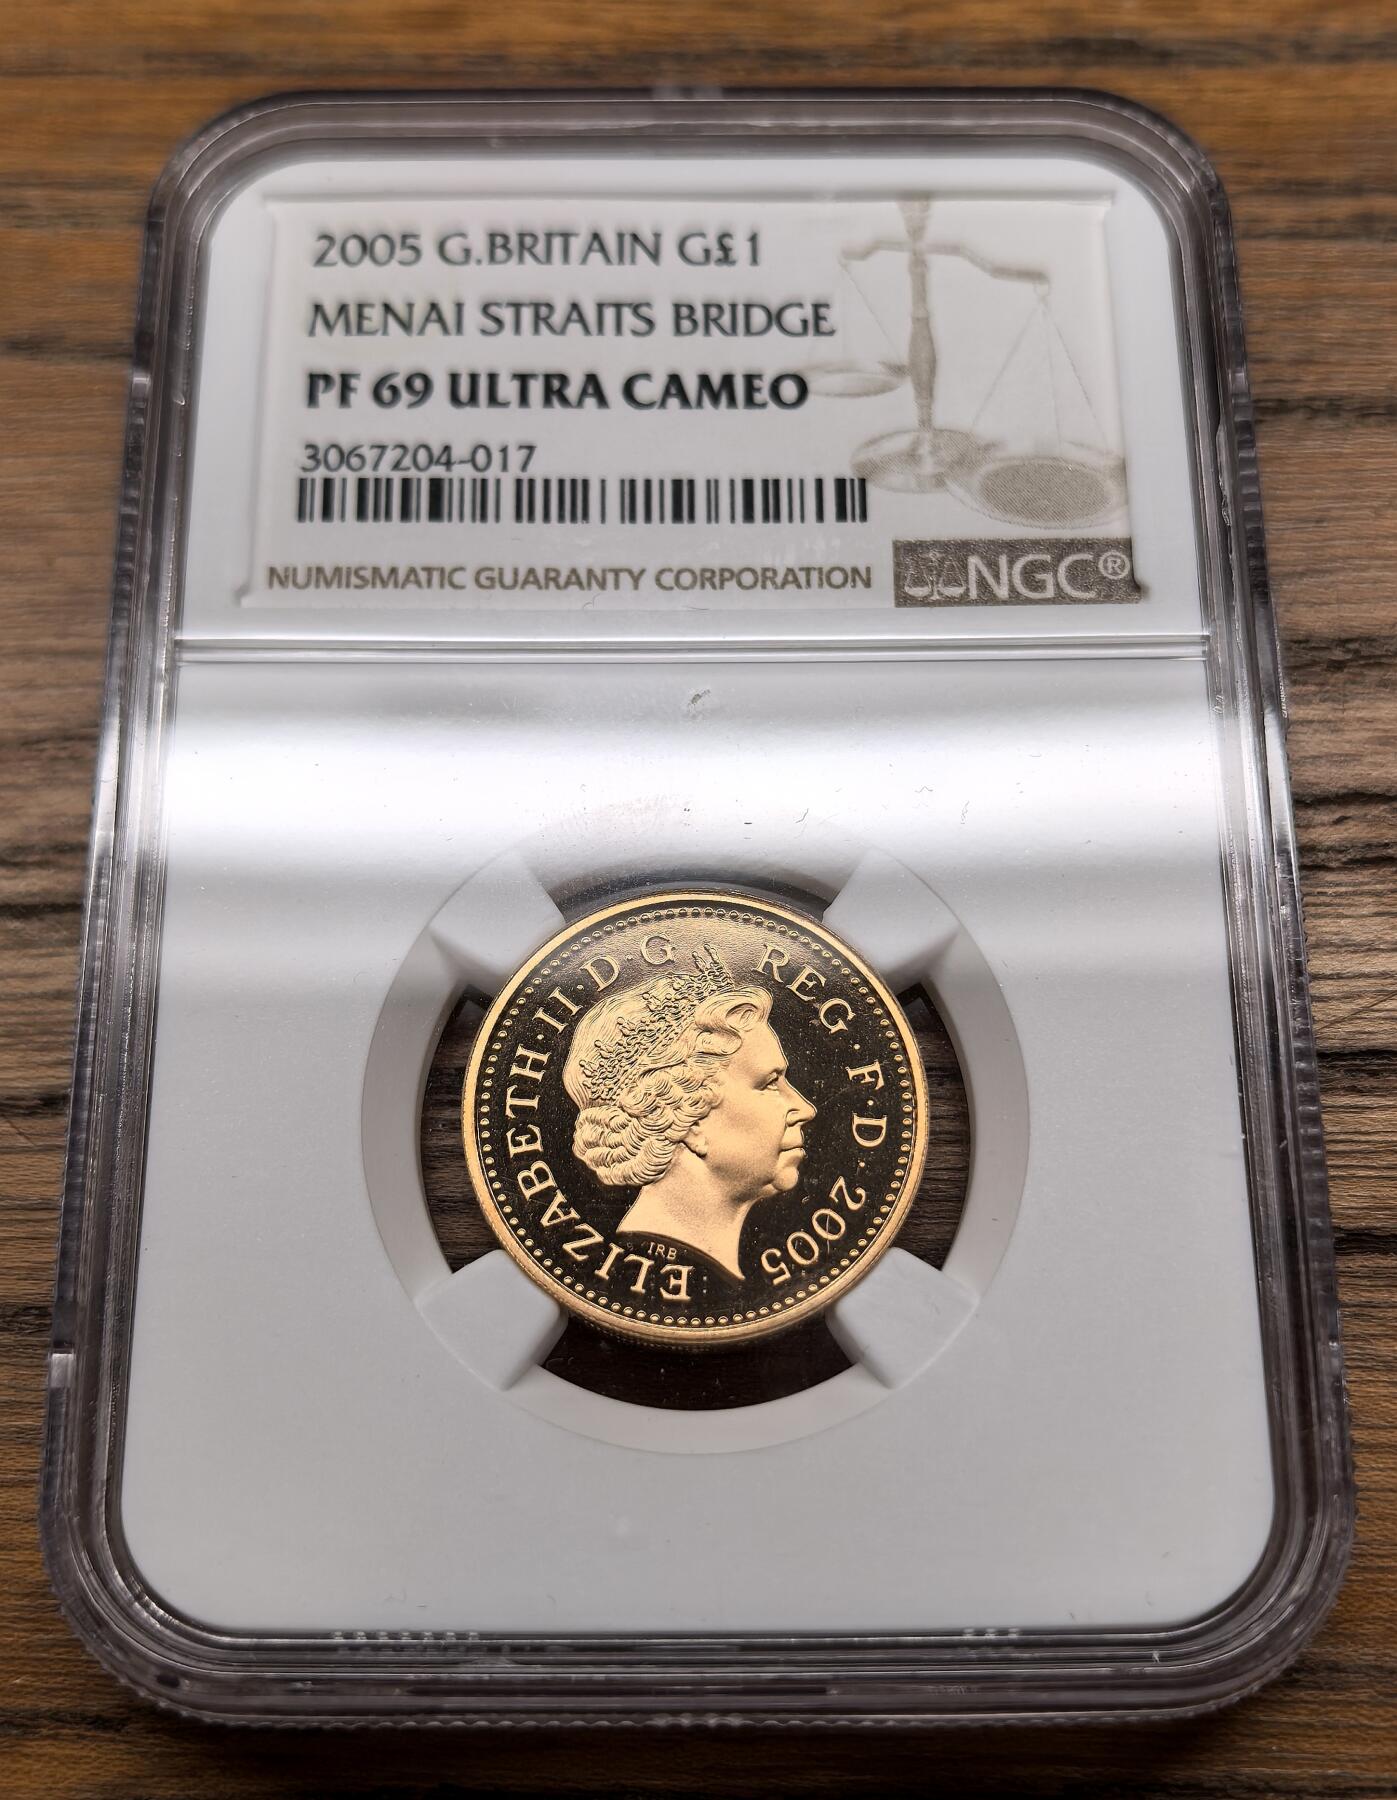 2005 G.BRITAIN G£1
MENAI STRAITS BRIDGE
PF 69 ULTRA CAMEO
3067204-017
NUMISMATIC GUARANTY CORPORATION
NGC®
ELIZABETH·II·D·G REG·F·D·2005
IRB